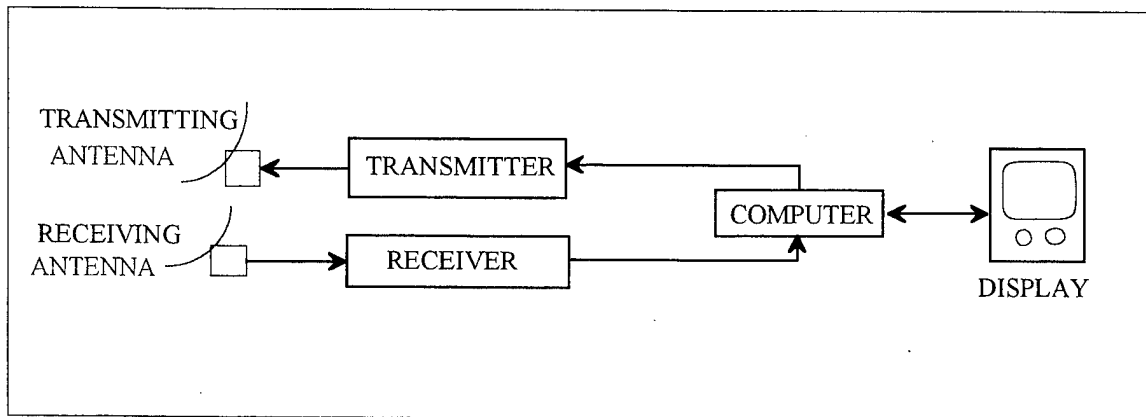 TRANSMITTING
ANTENNA
TRANSMITTER
COMPUTER
RECEIVING
ANTENNA
RECEIVER
DISPLAY